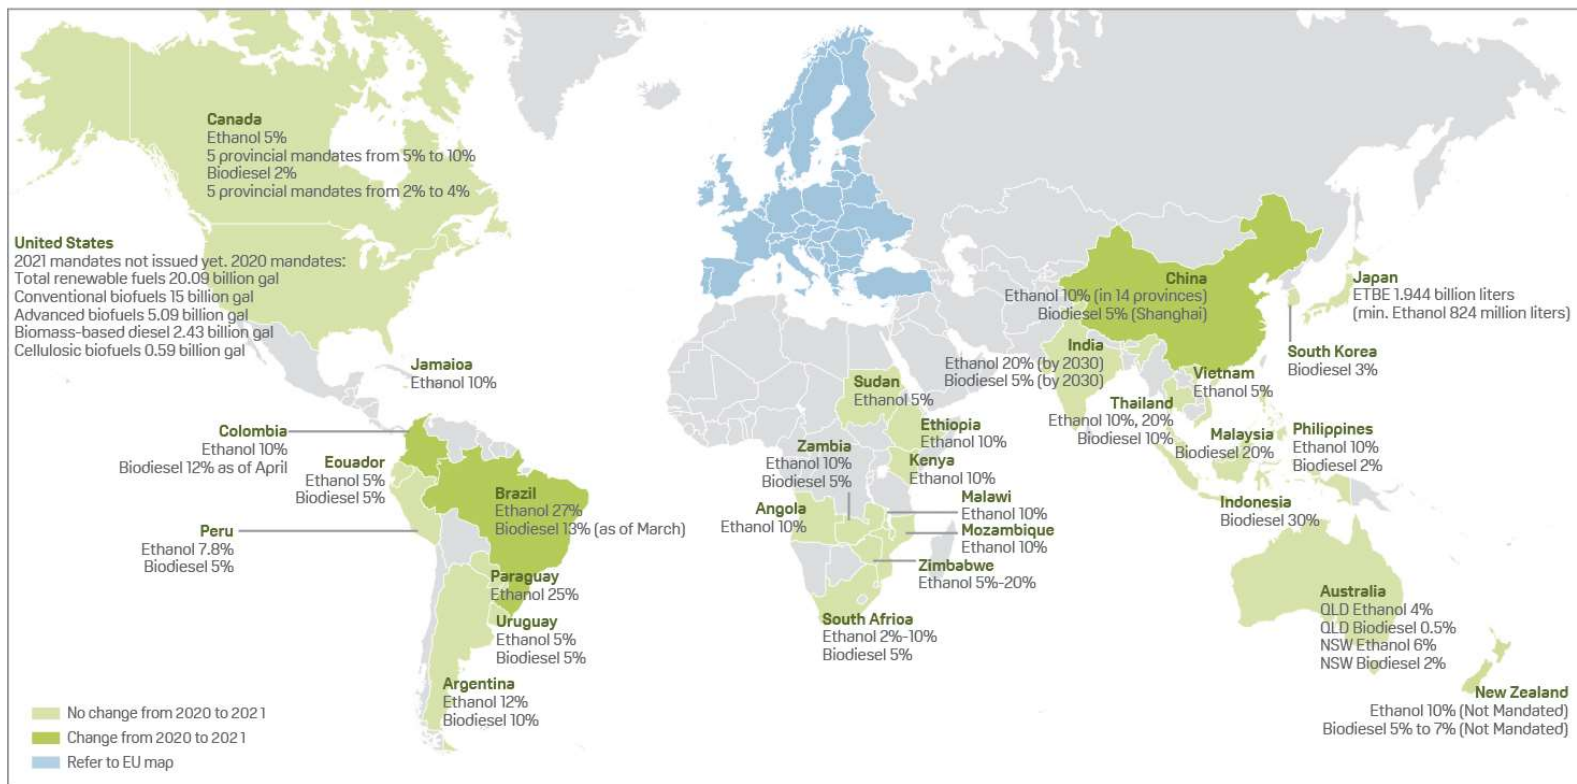 Canada
Ethanol 5%
5 provincial mandates from 5% to 10%
Biodiesel 2%
5 provincial mandates from 2% to 4%
United States
2021 mandates not issued yet. 2020 mandates:
Total renewable fuels 20.09 billion gal
Conventional biofuels 15 billion gal
Advanced biofuels 5.09 billion gal
Biomass-based diesel 2.43 billion gal
Cellulosic biofuels 0.59 billion gal
Jamaioa
Ethanol 10%
Colombia
Ethanol 10%
Biodiesel 12% as of April
Eouador
Ethanol 5%
Biodiesel 5%
Peru
Ethanol 7.8%
Biodiesel 5%
Brazil
Ethanol 27%
Biodiesel 13% (as of March)
Paraguay
Ethanol 25%
Uruguay
Ethanol 5%
Biodiesel 5%
Argentina
Ethanol 12%
Biodiesel 10%
Sudan
Ethanol 5%
Ethiopia
Ethanol 10%
Zambia
Ethanol 10%
Biodiesel 5%
Kenya
Ethanol 10%
Angola
Ethanol 10%
Malawi
Ethanol 10%
Mozambique
Ethanol 10%
Zimbabwe
Ethanol 5%-20%
South Afrioa
Ethanol 2%-10%
Biodiesel 5%
China
Ethanol 10% (in 14 provinces)
Biodiesel 5% (Shanghai)
India
Ethanol 20% (by 2030)
Biodiesel 5% (by 2030)
Japan
ETBE 1.944 billion liters
(min. Ethanol 824 million liters)
South Korea
Biodiesel 3%
Vietnam
Ethanol 5%
Thailand
Ethanol 10%, 20%
Biodiesel 10%
Malaysia
Biodiesel 20%
Philippines
Ethanol 10%
Biodiesel 2%
Indonesia
Biodiesel 30%
Australia
QLD Ethanol 4%
QLD Biodiesel 0.5%
NSW Ethanol 6%
NSW Biodiesel 2%
New Zealand
Ethanol 10% (Not Mandated)
Biodiesel 5% to 7% (Not Mandated)
No change from 2020 to 2021
Change from 2020 to 2021
Refer to EU map